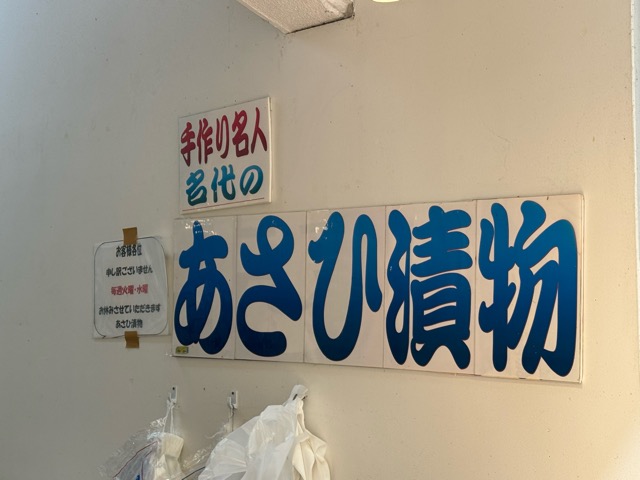 手作り名人
名代の
あさひ漬物
お客様各位
申し訳ございません
毎週火曜・水曜
お休みさせていただきます
あさひ漬物